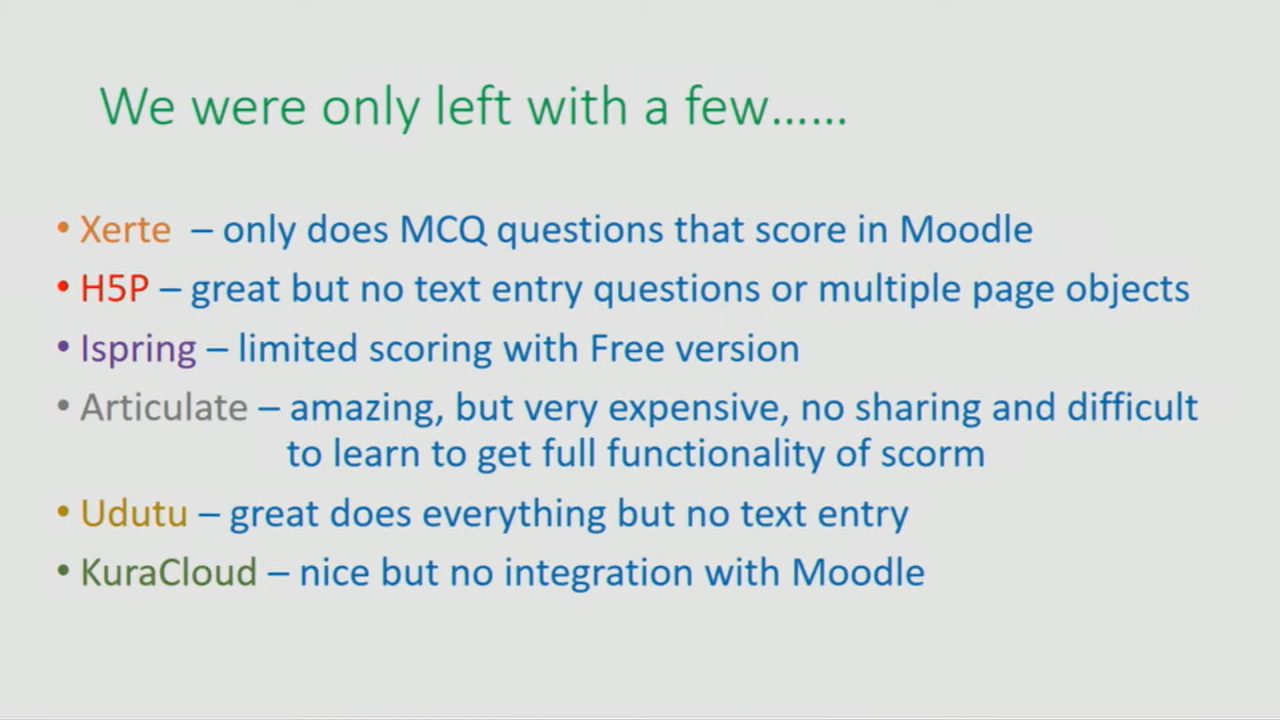 We were only left with a few......
• Xerte – only does MCQ questions that score in Moodle
• H5P – great but no text entry questions or multiple page objects
• Ispring – limited scoring with Free version
• Articulate – amazing, but very expensive, no sharing and difficult
to learn to get full functionality of scorm
• Udutu – great does everything but no text entry
• KuraCloud – nice but no integration with Moodle